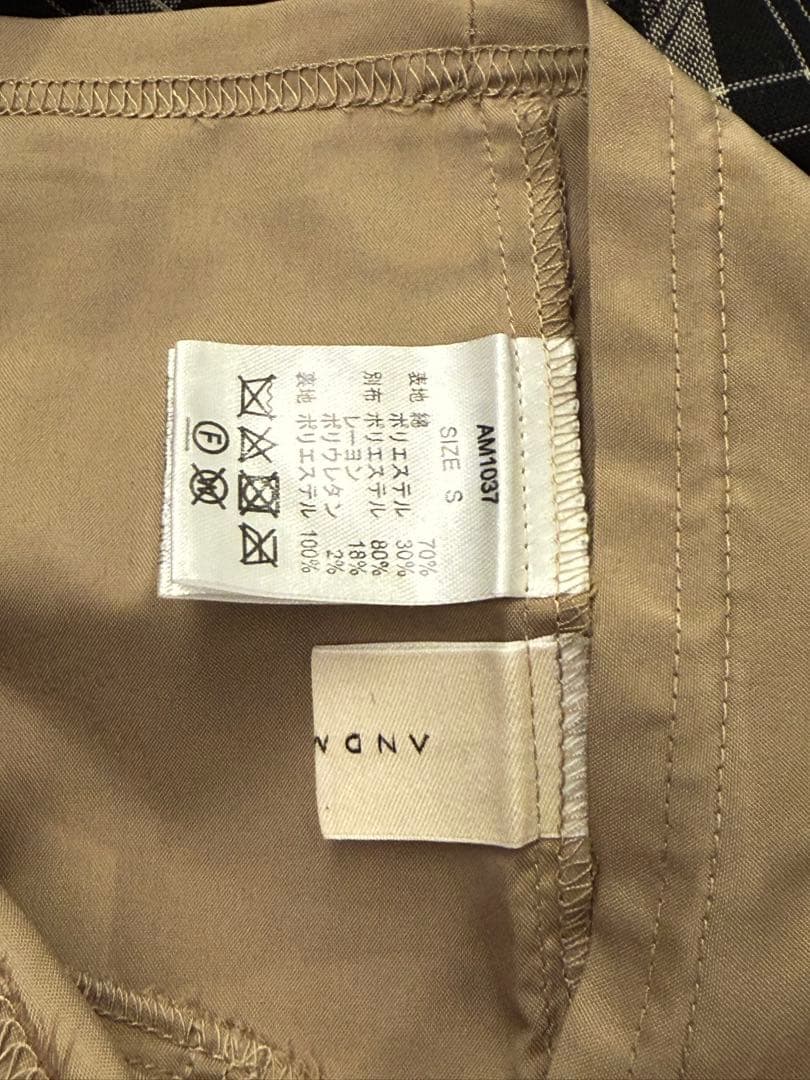 AM1037
SIZE S
表地 綿 70%
ポリエステル 30%
別布 ポリエステル 80%
レーヨン 18%
ポリウレタン 2%
裏地 ポリエステル 100%
F
W
AND